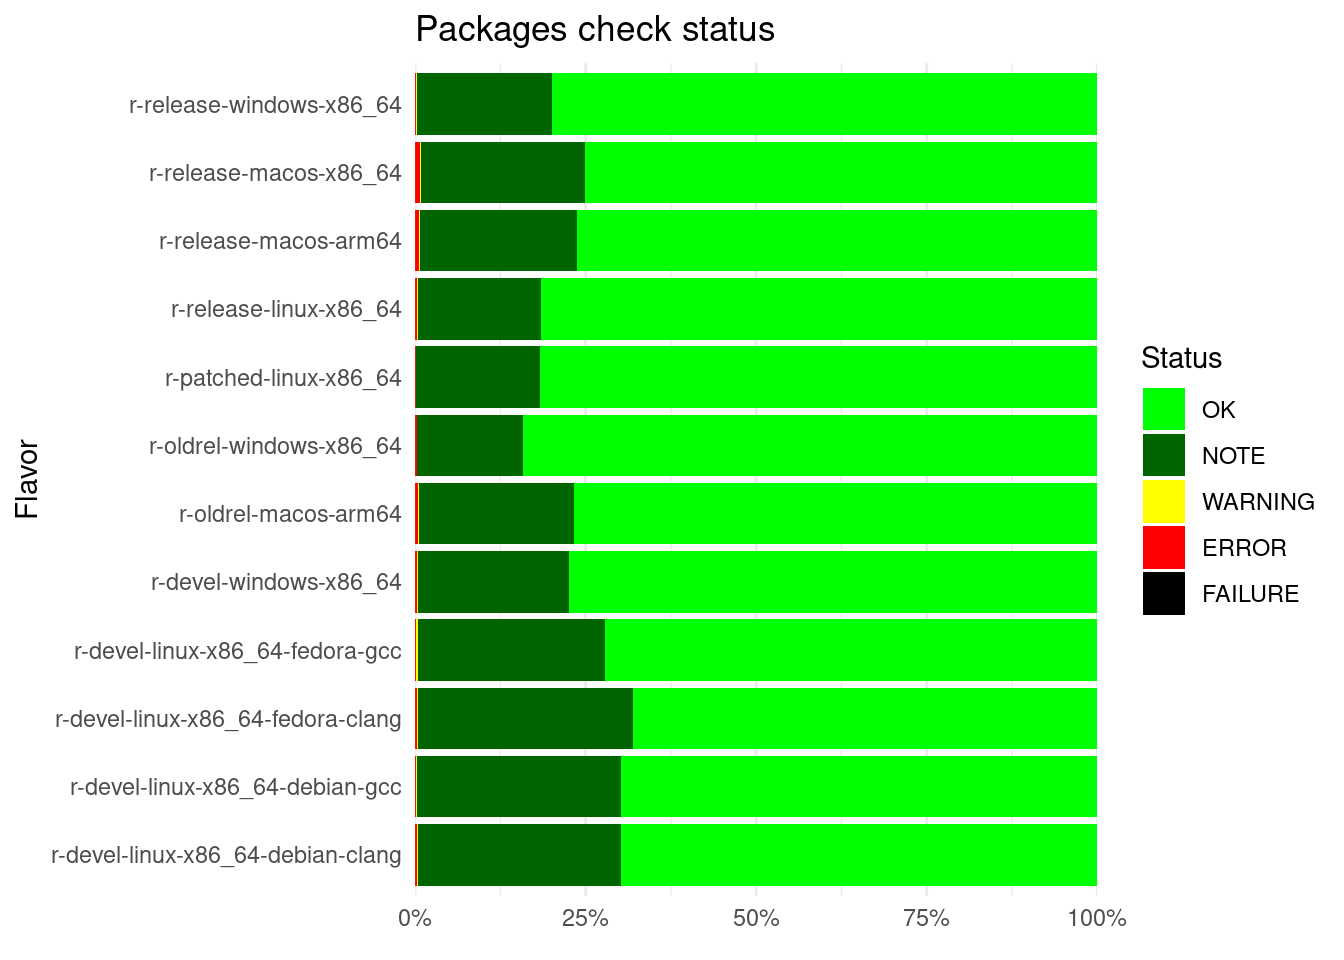 Packages check status
Flavor
r-release-windows-x86_64
r-release-macos-x86_64
r-release-macos-arm64
r-release-linux-x86_64
r-patched-linux-x86_64
r-oldrel-windows-x86_64
r-oldrel-macos-arm64
r-devel-windows-x86_64
r-devel-linux-x86_64-fedora-gcc
r-devel-linux-x86_64-fedora-clang
r-devel-linux-x86_64-debian-gcc
r-devel-linux-x86_64-debian-clang
0% 25% 50% 75% 100%
Status
OK
NOTE
WARNING
ERROR
FAILURE